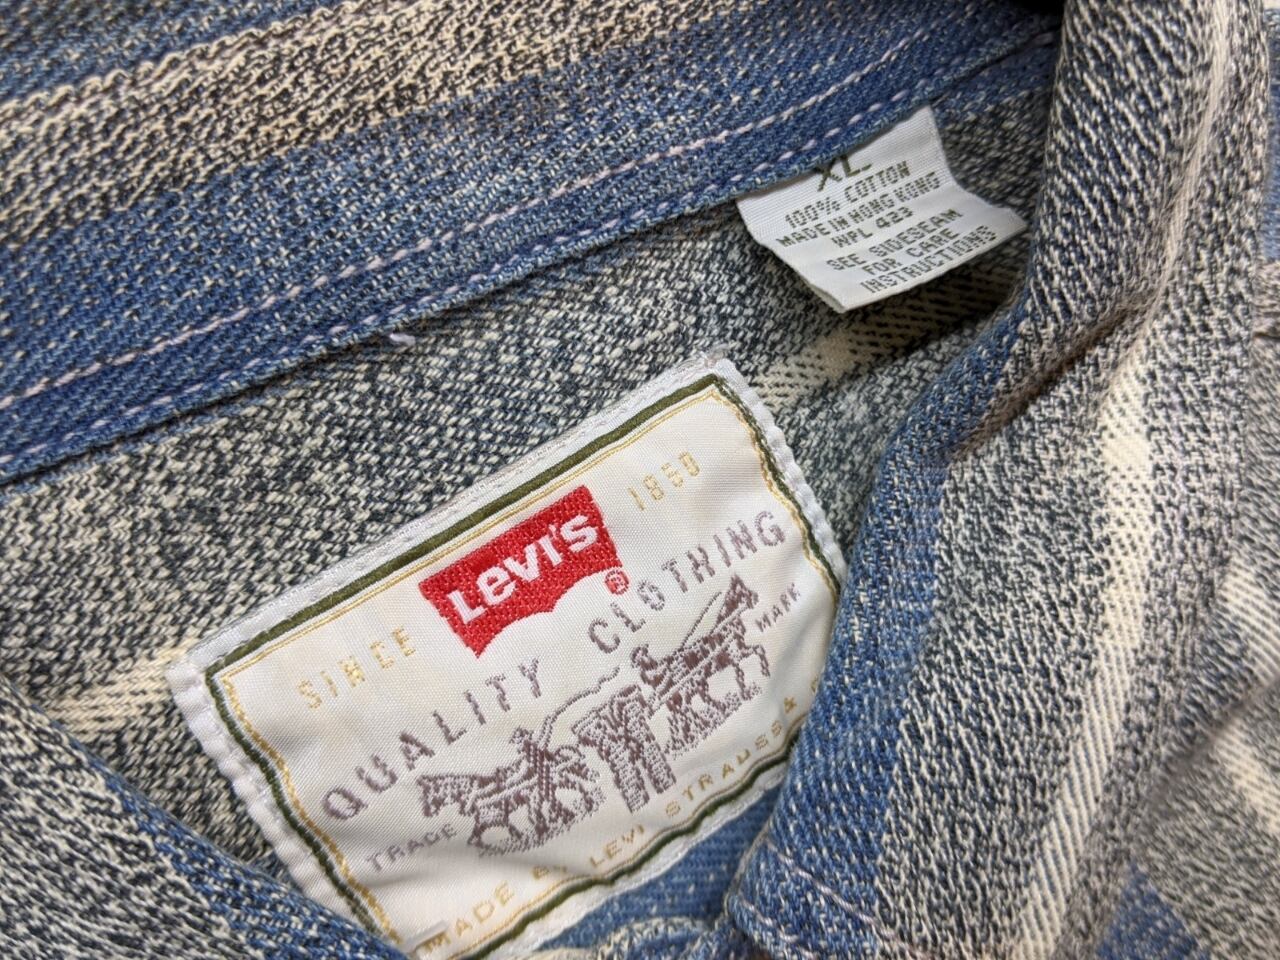 XL
100% COTTON
MADE IN HONG KONG
WPL 423
SEE SIDESEAM
FOR CARE
INSTRUCTIONS
SINCE 1850
Levi's®
QUALITY CLOTHING
TRADE MARK
MADE BY LEVI STRAUSS &